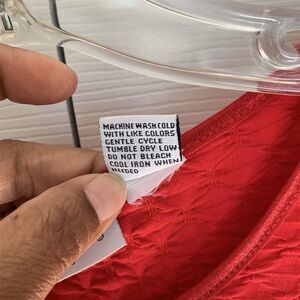 MACHINE WASH COLD
WITH LIKE COLORS
GENTLE CYCLE
TUMBLE DRY LOW
DO NOT BLEACH
COOL IRON WHEN
NEEDED